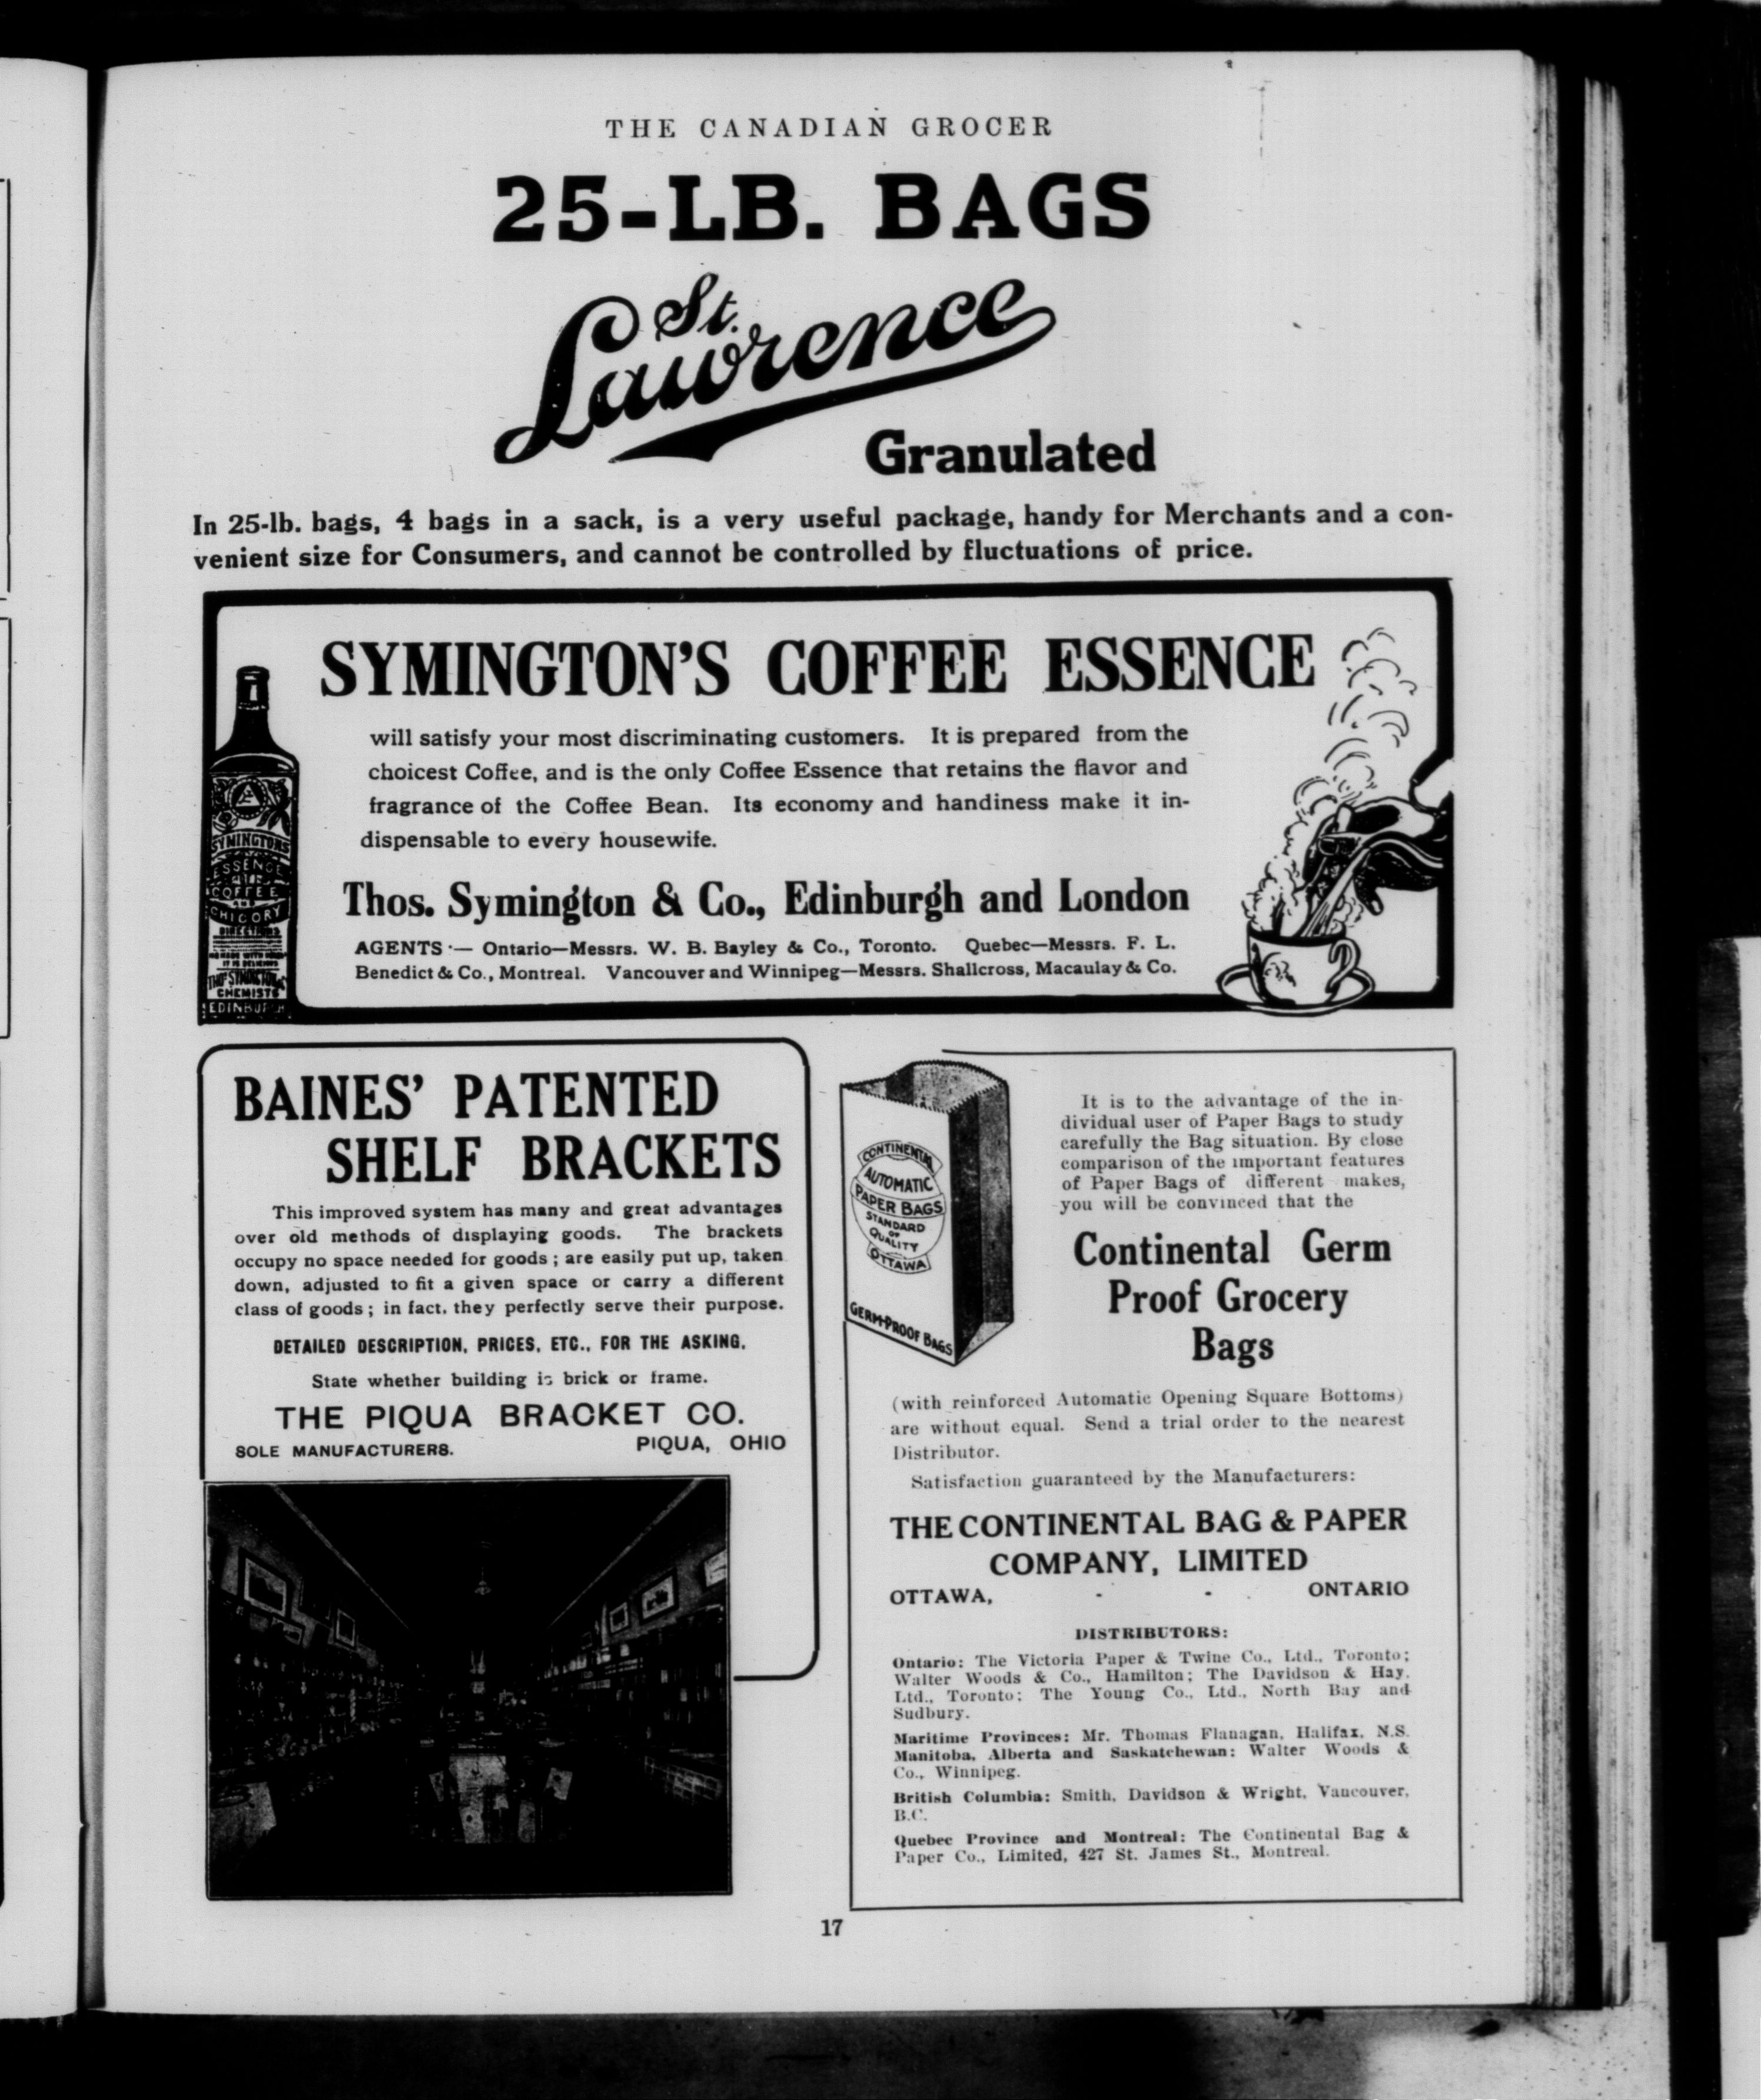 THE CANADIAN GROCER
25-LB. BAGS
St.
Lawrence
Granulated
In 25-lb. bags, 4 bags in a sack, is a very useful package, handy for Merchants and a con-
venient size for Consumers, and cannot be controlled by fluctuations of price.
SYMINGTON'S COFFEE ESSENCE
will satisfy your most discriminating customers. It is prepared from the
choicest Coffee, and is the only Coffee Essence that retains the flavor and
fragrance of the Coffee Bean. Its economy and handiness make it in-
dispensable to every housewife.
Thos. Symington & Co., Edinburgh and London
AGENTS :— Ontario—Messrs. W. B. Bayley & Co., Toronto. Quebec—Messrs. F. L.
Benedict & Co., Montreal. Vancouver and Winnipeg—Messrs. Shallcross, Macaulay & Co.
SYMINGTONS
ESSENCE
COFFEE
AND
CHICORY
DIRECTIONS
IT IS DELICIOUS
THOS SYMINGTON &
CHEMISTS
EDINBURGH
BAINES' PATENTED
SHELF BRACKETS
This improved system has many and great advantages
over old methods of displaying goods. The brackets
occupy no space needed for goods ; are easily put up, taken
down, adjusted to fit a given space or carry a different
class of goods ; in fact, they perfectly serve their purpose.
DETAILED DESCRIPTION, PRICES, ETC., FOR THE ASKING.
State whether building is brick or frame.
THE PIQUA BRACKET CO.
SOLE MANUFACTURERS. PIQUA, OHIO
CONTINENTAL
AUTOMATIC
PAPER BAGS
STANDARD
OF
QUALITY
OTTAWA
GERM-PROOF BAGS
It is to the advantage of the in-
dividual user of Paper Bags to study
carefully the Bag situation. By close
comparison of the important features
of Paper Bags of different makes,
you will be convinced that the
Continental Germ
Proof Grocery
Bags
(with reinforced Automatic Opening Square Bottoms)
are without equal. Send a trial order to the nearest
Distributor.
Satisfaction guaranteed by the Manufacturers:
THE CONTINENTAL BAG & PAPER
COMPANY, LIMITED
OTTAWA, - - ONTARIO
DISTRIBUTORS:
Ontario: The Victoria Paper & Twine Co., Ltd., Toronto;
Walter Woods & Co., Hamilton; The Davidson & Hay,
Ltd., Toronto; The Young Co., Ltd., North Bay and
Sudbury.
Maritime Provinces: Mr. Thomas Flanagan, Halifax, N.S.
Manitoba, Alberta and Saskatchewan: Walter Woods &
Co., Winnipeg.
British Columbia: Smith, Davidson & Wright, Vancouver,
B.C.
Quebec Province and Montreal: The Continental Bag &
Paper Co., Limited, 427 St. James St., Montreal.
17